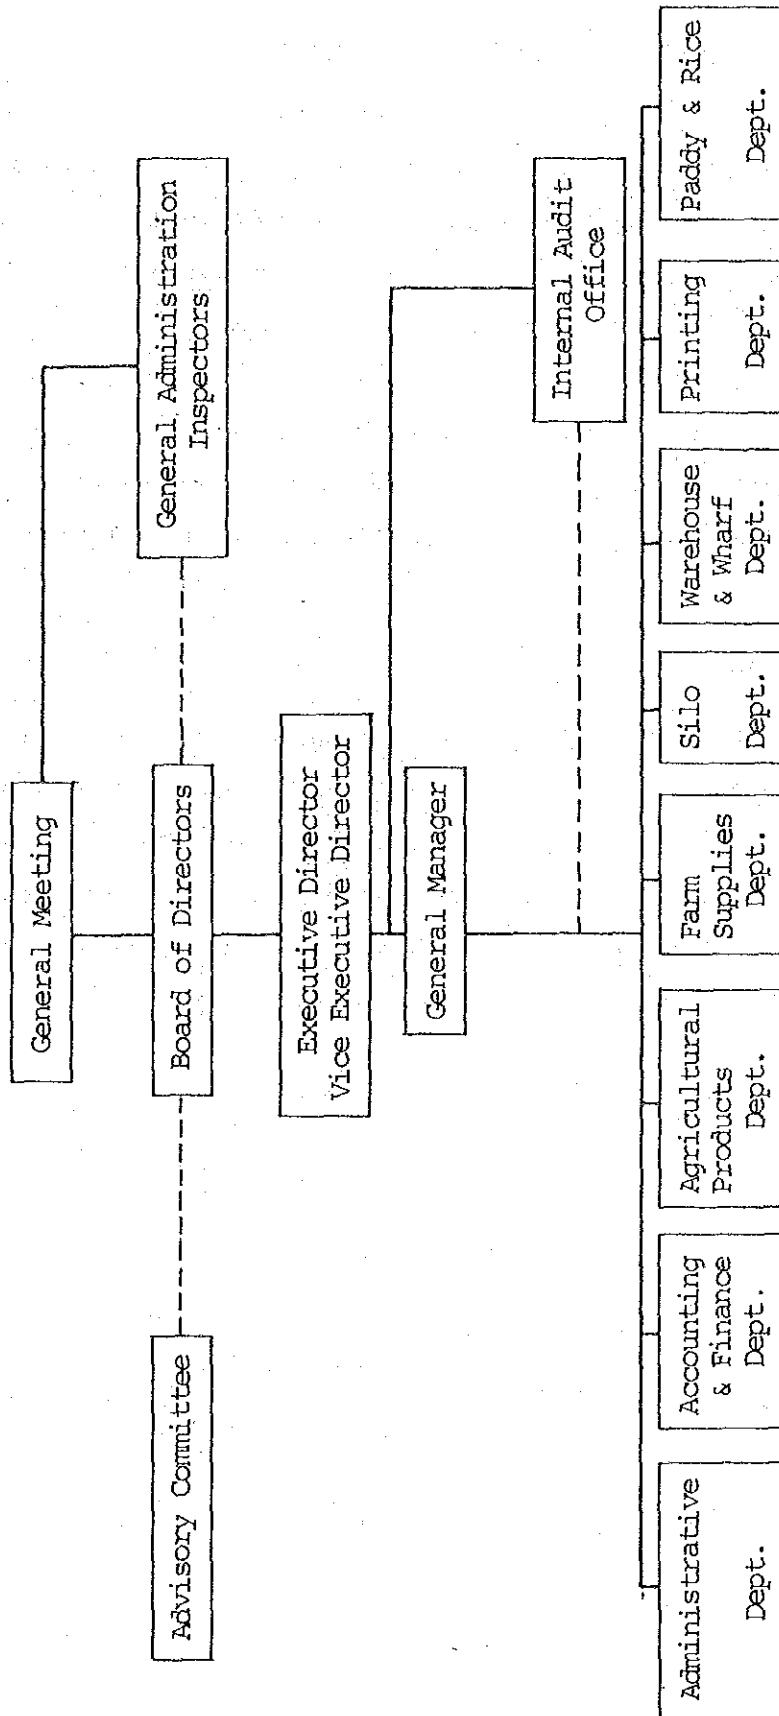 General Meeting
General Administration
Inspectors
Advisory Committee
Board of Directors
Executive Director
Vice Executive Director
General Manager
Internal Audit
Office
Administrative
Dept.
Accounting
& Finance
Dept.
Agricultural
Products
Dept.
Farm
Supplies
Dept.
Silo
Dept.
Warehouse
& Wharf
Dept.
Printing
Dept.
Paddy & Rice
Dept.